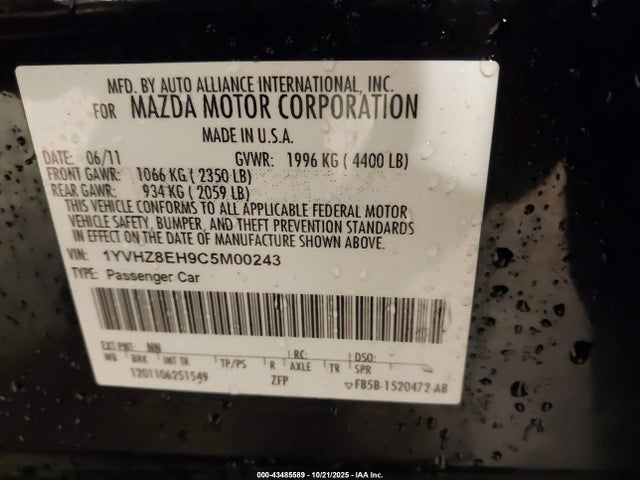 MFD. BY AUTO ALLIANCE INTERNATIONAL, INC.
FOR MAZDA MOTOR CORPORATION
MADE IN U.S.A.
DATE: 06/11 GVWR: 1996 KG ( 4400 LB)
FRONT GAWR: 1066 KG ( 2350 LB)
REAR GAWR: 934 KG ( 2059 LB)
THIS VEHICLE CONFORMS TO ALL APPLICABLE FEDERAL MOTOR
VEHICLE SAFETY, BUMPER, AND THEFT PREVENTION STANDARDS
IN EFFECT ON THE DATE OF MANUFACTURE SHOWN ABOVE.
VIN: 1YVHZ8EH9C5M00243
TYPE: Passenger Car
EXT PNT: NN RC: DSO:
WB BRK INT TR TP/PS R AXLE TR SPR
1201106251549 ZFP FB5B-1520472-AB
000-43485589 - 10/21/2025 - IAA Inc.